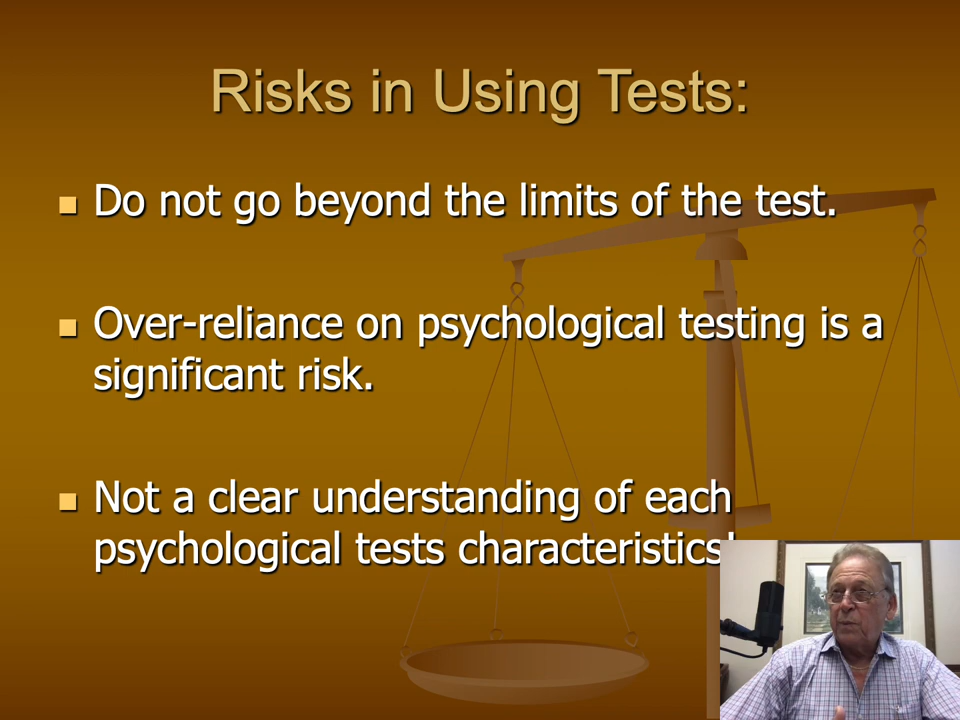 Risks in Using Tests:
Do not go beyond the limits of the test.
Over-reliance on psychological testing is a
significant risk.
Not a clear understanding of each
psychological tests characteristics!